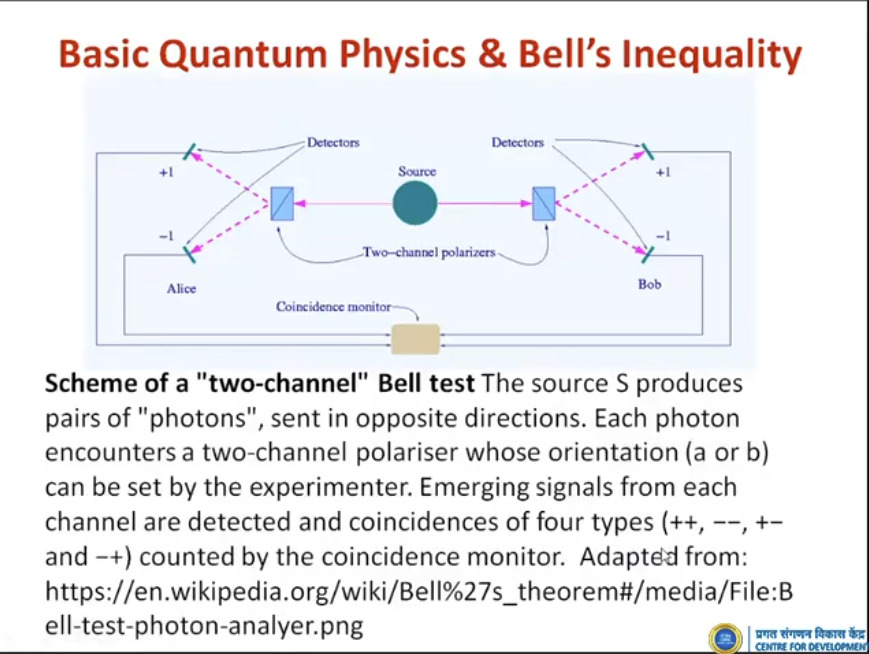 Basic Quantum Physics & Bell's Inequality
Detectors
Detectors
+1
Source
+1
−1
−1
Two−channel polarizers
Alice
Bob
Coincidence monitor
Scheme of a "two-channel" Bell test The source S produces
pairs of "photons", sent in opposite directions. Each photon
encounters a two-channel polariser whose orientation (a or b)
can be set by the experimenter. Emerging signals from each
channel are detected and coincidences of four types (++, −−, +−
and −+) counted by the coincidence monitor.  Adapted from:
https://en.wikipedia.org/wiki/Bell%27s_theorem#/media/File:B
ell-test-photon-analyer.png
प्रगत संगणन विकास केंद्र
CENTRE FOR DEVELOPMEN